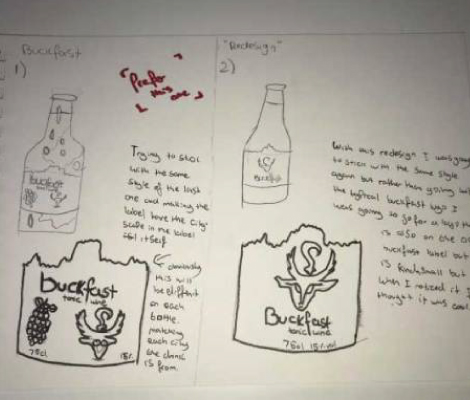 Buckfast
1)
"Prefer
this
one"
Trying to stick
with the same
style of the last
one and making the
label have the city
scape in the label
itself.
obviously
this will
be different
on each
bottle.
matching
each city
the drink
is from.
buckfast
buckfast
tonic wine
75cl
15%
"Redesign"
2)
With this redesign I was going
to stick with the same style
again but rather than going with
the typical buckfast logo I
was going to go for a logo that
is also on the
buckfast label but
is small but
when I noticed it I
thought it was cool.
Buckfast
Buckfast
tonic wine
75cl 15% vol